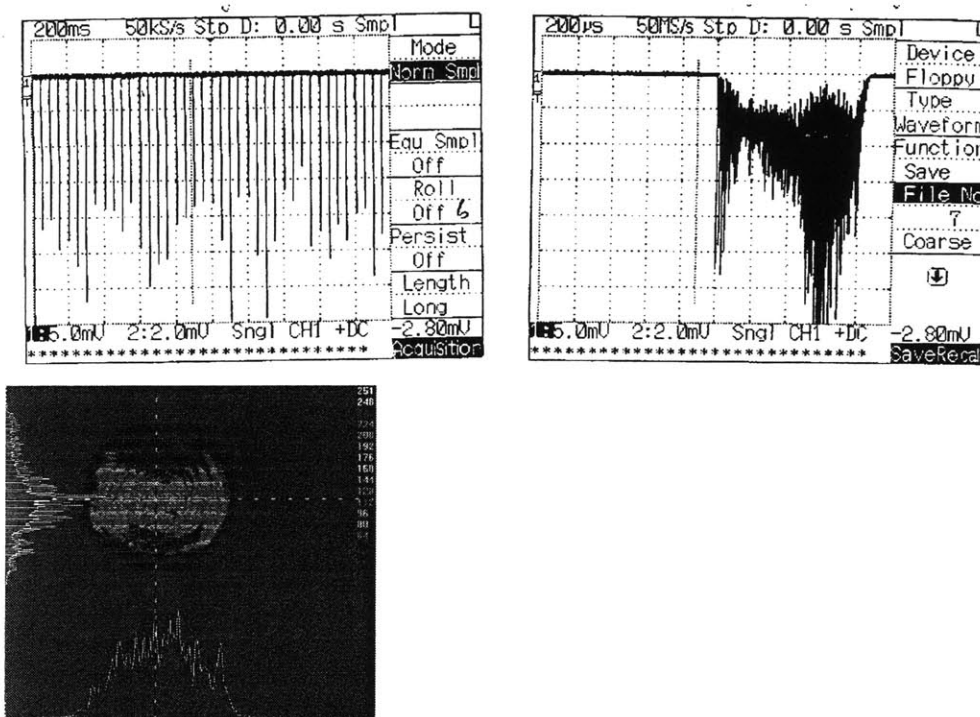 200ms 50kS/s Stp D: 0.00 s Smpl
Mode
Norm Smpl
Equ Smpl
Off
Roll
Off 6
Persist
Off
Length
Long
5.0mV 2:2.0mV Sngl CH1 +DC -2.80mV
********************************** Acquisition
200µs 50MS/s Stp D: 0.00 s Smpl
Device
Floppy
Type
Waveform
Function
Save
File No
7
Coarse
5.0mV 2:2.0mV Sngl CH1 +DC -2.80mV
********************************** SaveRecal
251
240
224
208
192
176
160
144
128
112
96
80
64